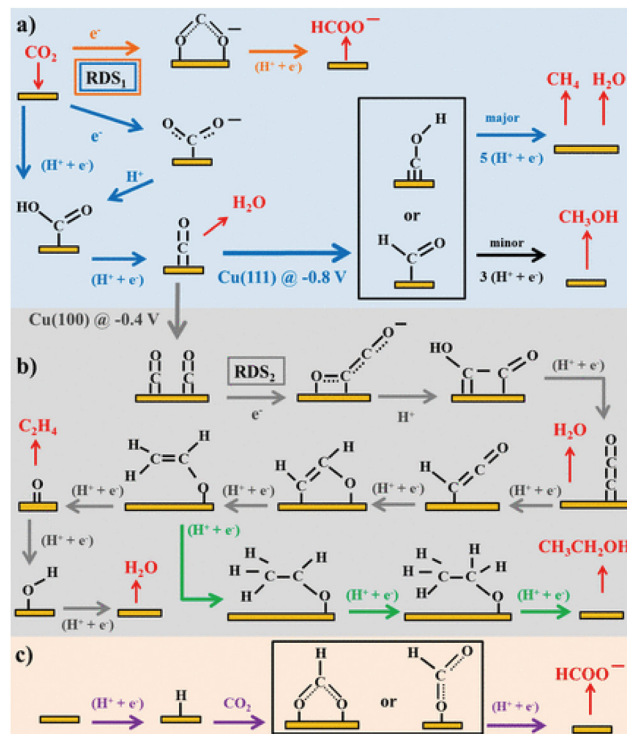 a)
CO₂
e⁻
RDS₁
C
O O
⁻
(H⁺ + e⁻)
HCOO⁻
e⁻
(H⁺ + e⁻)
O O⁻
C
H⁺
HO O
C
(H⁺ + e⁻)
O
C
H₂O
Cu(111) @ -0.8 V
H
O
C
or
H O
C
major
5 (H⁺ + e⁻)
CH₄ H₂O
minor
3 (H⁺ + e⁻)
CH₃OH
Cu(100) @ -0.4 V
b)
O O
C C
RDS₂
e⁻
O⁻
C
O C
H⁺
HO O
C C
(H⁺ + e⁻)
O
C
C
H₂O
(H⁺ + e⁻)
O
C
H C
(H⁺ + e⁻)
H
C
H C O
(H⁺ + e⁻)
H H
C C
H O
(H⁺ + e⁻)
C₂H₄
O
(H⁺ + e⁻)
H
O
(H⁺ + e⁻)
H₂O
(H⁺ + e⁻)
H H
H C C
H O
(H⁺ + e⁻)
H H H
H C C
H O
(H⁺ + e⁻)
CH₃CH₂OH
c)
(H⁺ + e⁻)
H
CO₂
H
C
O O
or
H O
C
O
(H⁺ + e⁻)
HCOO⁻